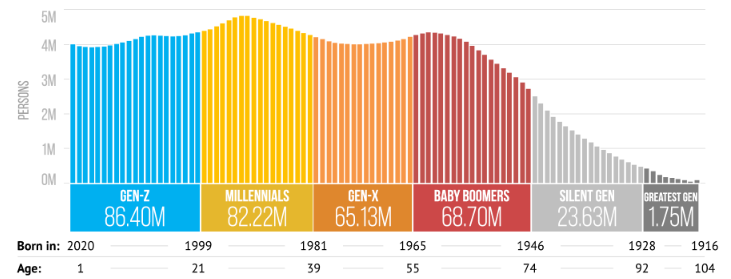 5M
4M
3M
2M
1M
0M
PERSONS
GEN-Z MILLENNIALS GEN-X BABY BOOMERS SILENT GEN GREATEST GEN
86.40M 82.22M 65.13M 68.70M 23.63M 1.75M
Born in: 2020 1999 1981 1965 1946 1928 1916
Age: 1 21 39 55 74 92 104